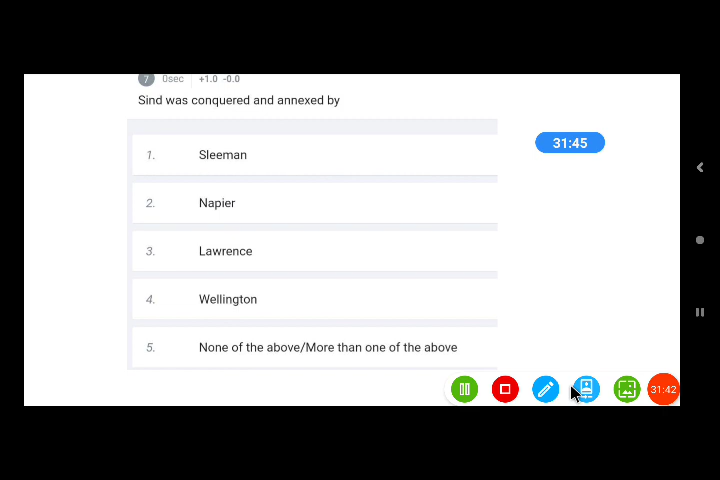 7 0sec +1.0 -0.0
Sind was conquered and annexed by
31:45
1. Sleeman
2. Napier
3. Lawrence
4. Wellington
5. None of the above/More than one of the above
31:42